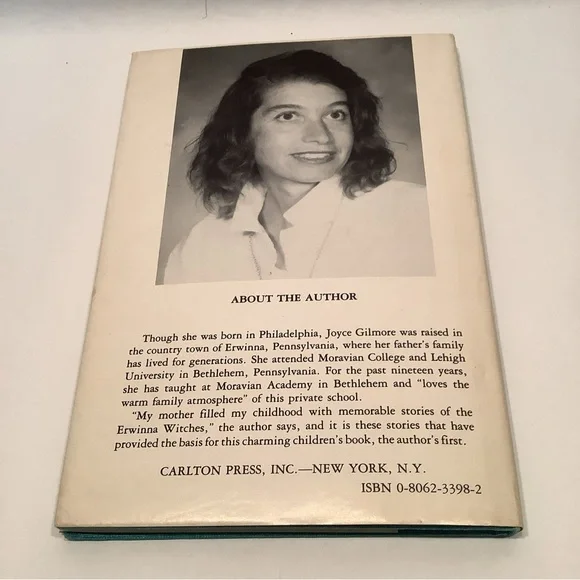 ABOUT THE AUTHOR
Though she was born in Philadelphia, Joyce Gilmore was raised in
the country town of Erwinna, Pennsylvania, where her father's family
has lived for generations. She attended Moravian College and Lehigh
University in Bethlehem, Pennsylvania. For the past nineteen years,
she has taught at Moravian Academy in Bethlehem and "loves the
warm family atmosphere" of this private school.
"My mother filled my childhood with memorable stories of the
Erwinna Witches," the author says, and it is these stories that have
provided the basis for this charming children's book, the author's first.
CARLTON PRESS, INC.—NEW YORK, N.Y.
ISBN 0-8062-3398-2